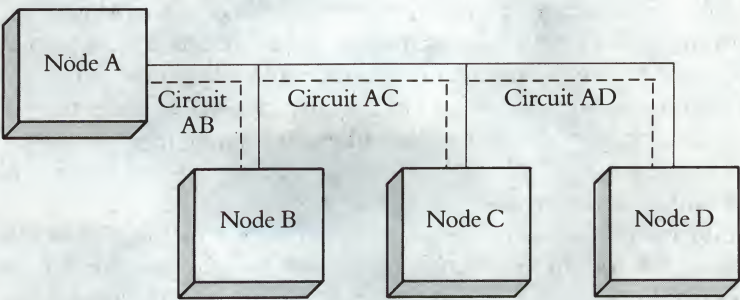 Node A
Circuit
AB
Circuit AC
Circuit AD
Node B
Node C
Node D